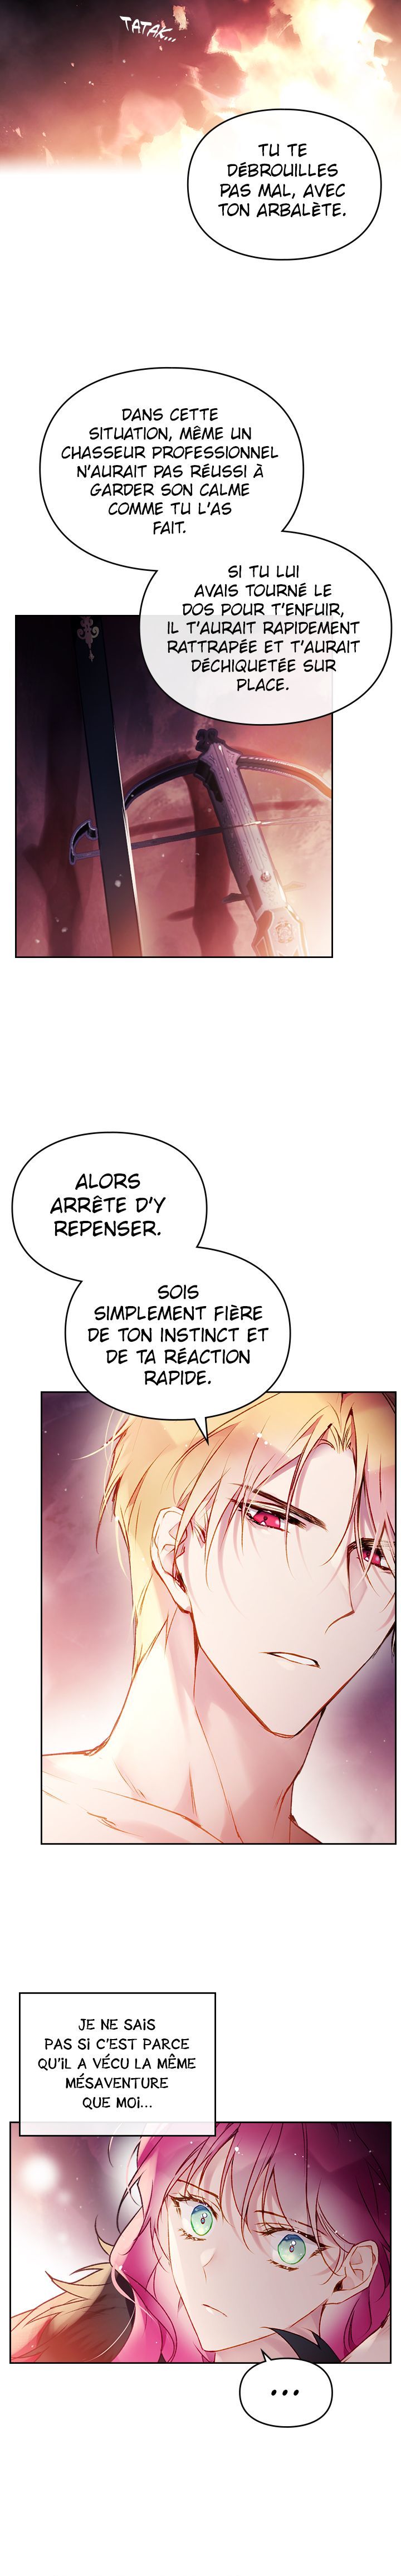 TATAK...
TU TE
DÉBROUILLES
PAS MAL, AVEC
TON ARBALÈTE.
DANS CETTE
SITUATION, MÊME UN
CHASSEUR PROFESSIONNEL
N'AURAIT PAS RÉUSSI À
GARDER SON CALME
COMME TU L'AS
FAIT.
SI TU LUI
AVAIS TOURNÉ LE
DOS POUR T'ENFUIR,
IL T'AURAIT RAPIDEMENT
RATTRAPÉE ET T'AURAIT
DÉCHIQUETÉE SUR
PLACE.
ALORS
ARRÊTE D'Y
REPENSER.
SOIS
SIMPLEMENT FIÈRE
DE TON INSTINCT ET
DE TA RÉACTION
RAPIDE.
JE NE SAIS
PAS SI C'EST PARCE
QU'IL A VÉCU LA MÊME
MÉSAVENTURE
QUE MOI...
...